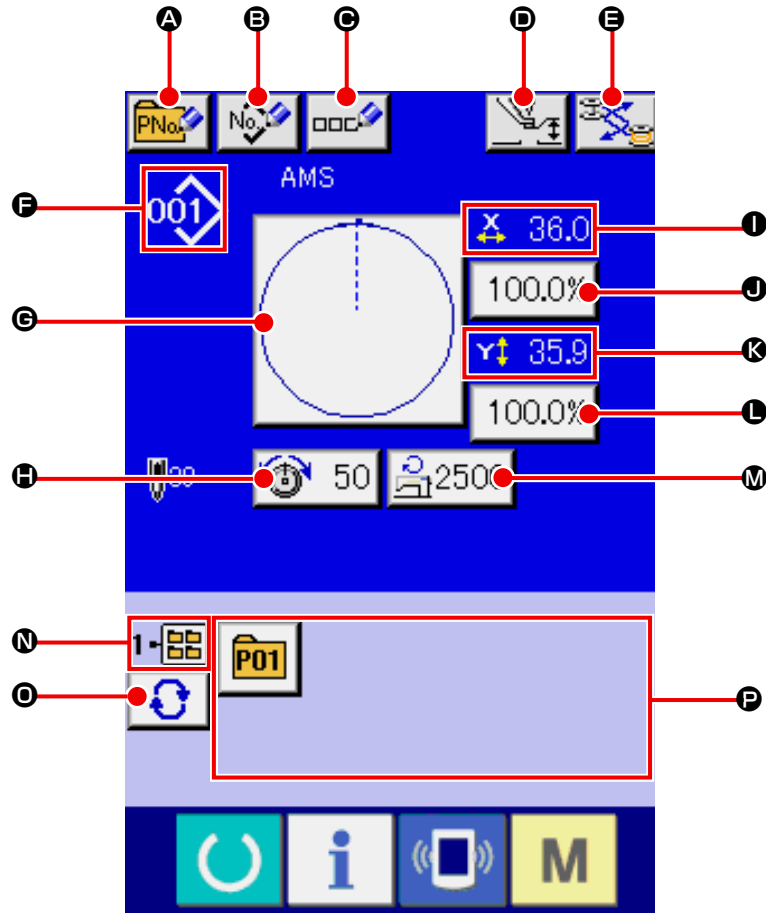 A B C D E
PNo. No.
AMS
F 001 X 36.0 I
100.0% J
G Y 35.9 K
100.0% L
H 50 2500 M
N 1
P01
O P
i M